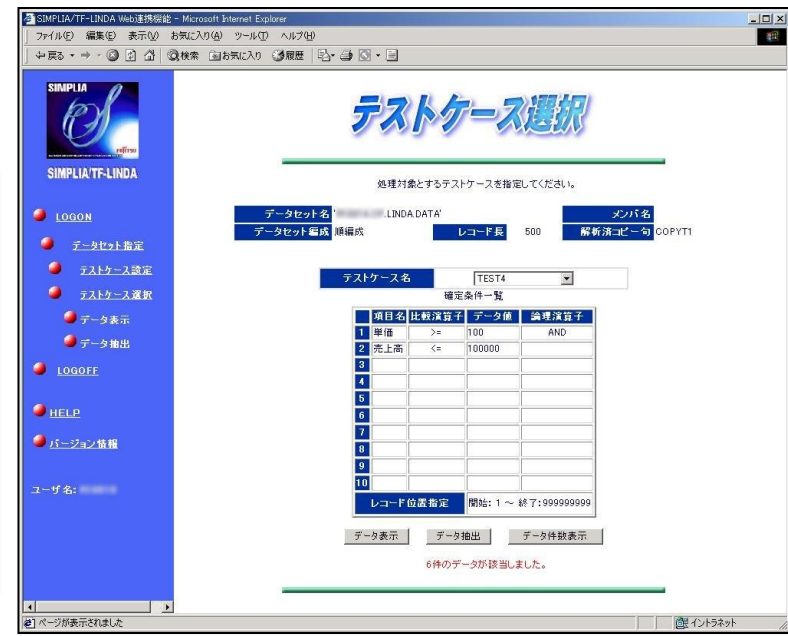 SIMPLIA/TF-LINDA Web連携機能 - Microsoft Internet Explorer
ファイル(F) 編集(E) 表示(V) お気に入り(A) ツール(T) ヘルプ(H)
戻る 検索 お気に入り 履歴
SIMPLIA
FUJITSU
SIMPLIA/TF-LINDA
LOGON
データセット指定
テストケース設定
テストケース選択
データ表示
データ抽出
LOGOFF
HELP
バージョン情報
ユーザ名:
テストケース選択
処理対象とするテストケースを指定してください。
データセット名 .LINDA.DATA' メンバ名
データセット編成 順編成 レコード長 500 解析済コピー句 COPYT1
テストケース名 TEST4
確定条件一覧
項目名 比較演算子 データ値 論理演算子
1 単価 >= 100 AND
2 売上高 <= 100000
3
4
5
6
7
8
9
10
レコード位置指定 開始: 1 ~ 終了:999999999
データ表示 データ抽出 データ件数表示
6件のデータが該当しました。
ページが表示されました イントラネット